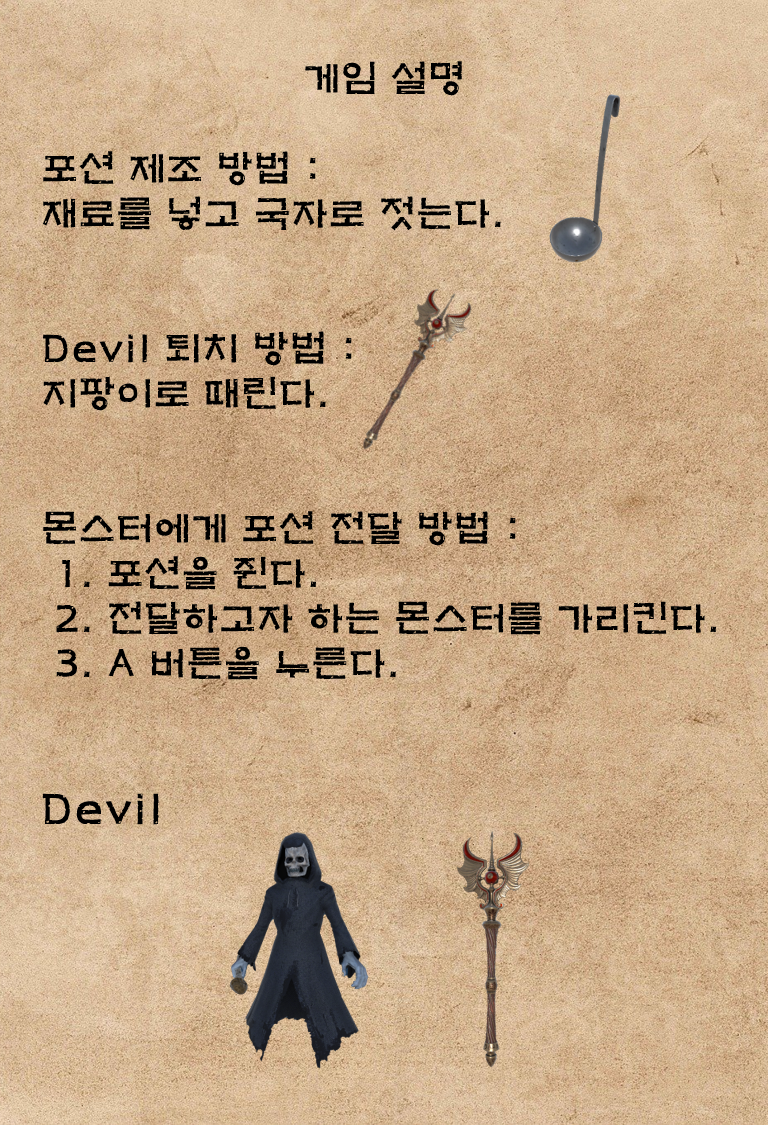 게임 설명
포션 제조 방법 :
재료를 넣고 국자로 젓는다.
Devil 퇴치 방법 :
지팡이로 때린다.
몬스터에게 포션 전달 방법 :
1. 포션을 쥔다.
2. 전달하고자 하는 몬스터를 가리킨다.
3. A 버튼을 누른다.
Devil